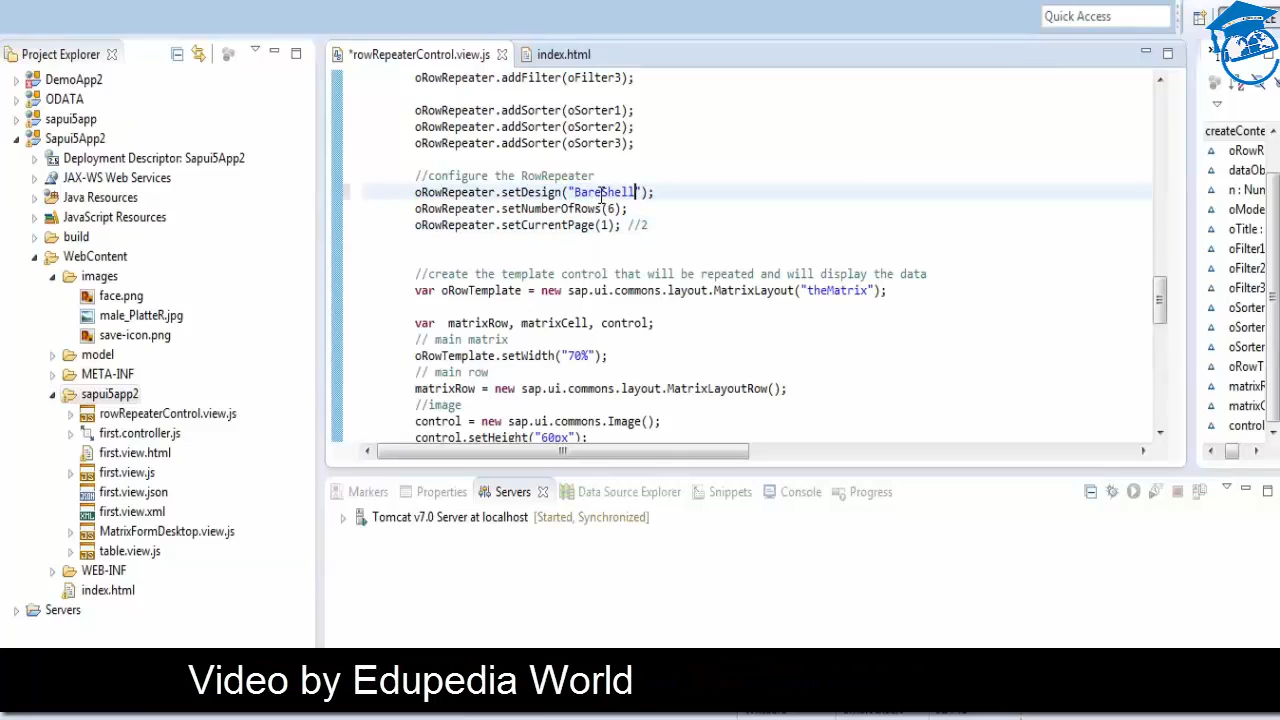 Quick Access
Project Explorer
*rowRepeaterControl.view.js
index.html
DemoApp2
ODATA
sapui5app
Sapui5App2
Deployment Descriptor: Sapui5App2
JAX-WS Web Services
Java Resources
JavaScript Resources
build
WebContent
images
face.png
male_PlatteR.jpg
save-icon.png
model
META-INF
sapui5app2
rowRepeaterControl.view.js
first.controller.js
first.view.html
first.view.js
first.view.json
first.view.xml
MatrixFormDesktop.view.js
table.view.js
WEB-INF
index.html
Servers
oRowRepeater.addFilter(oFilter3);
oRowRepeater.addSorter(oSorter1);
oRowRepeater.addSorter(oSorter2);
oRowRepeater.addSorter(oSorter3);
//configure the RowRepeater
oRowRepeater.setDesign("BareShell");
oRowRepeater.setNumberOfRows(6);
oRowRepeater.setCurrentPage(1); //2
//create the template control that will be repeated and will display the data
var oRowTemplate = new sap.ui.commons.layout.MatrixLayout("theMatrix");
var  matrixRow, matrixCell, control;
// main matrix
oRowTemplate.setWidth("70%");
// main row
matrixRow = new sap.ui.commons.layout.MatrixLayoutRow();
//image
control = new sap.ui.commons.Image();
control.setHeight("60px");
createConte
oRowR
dataOb
n : Nun
oMode
oTitle :
oFilter1
oFilter2
oFilter3
oSorter
oSorter
oSorter
oRowT
matrixR
matrixC
control
Markers
Properties
Servers
Data Source Explorer
Snippets
Console
Progress
Tomcat v7.0 Server at localhost [Started, Synchronized]
Video by Edupedia World